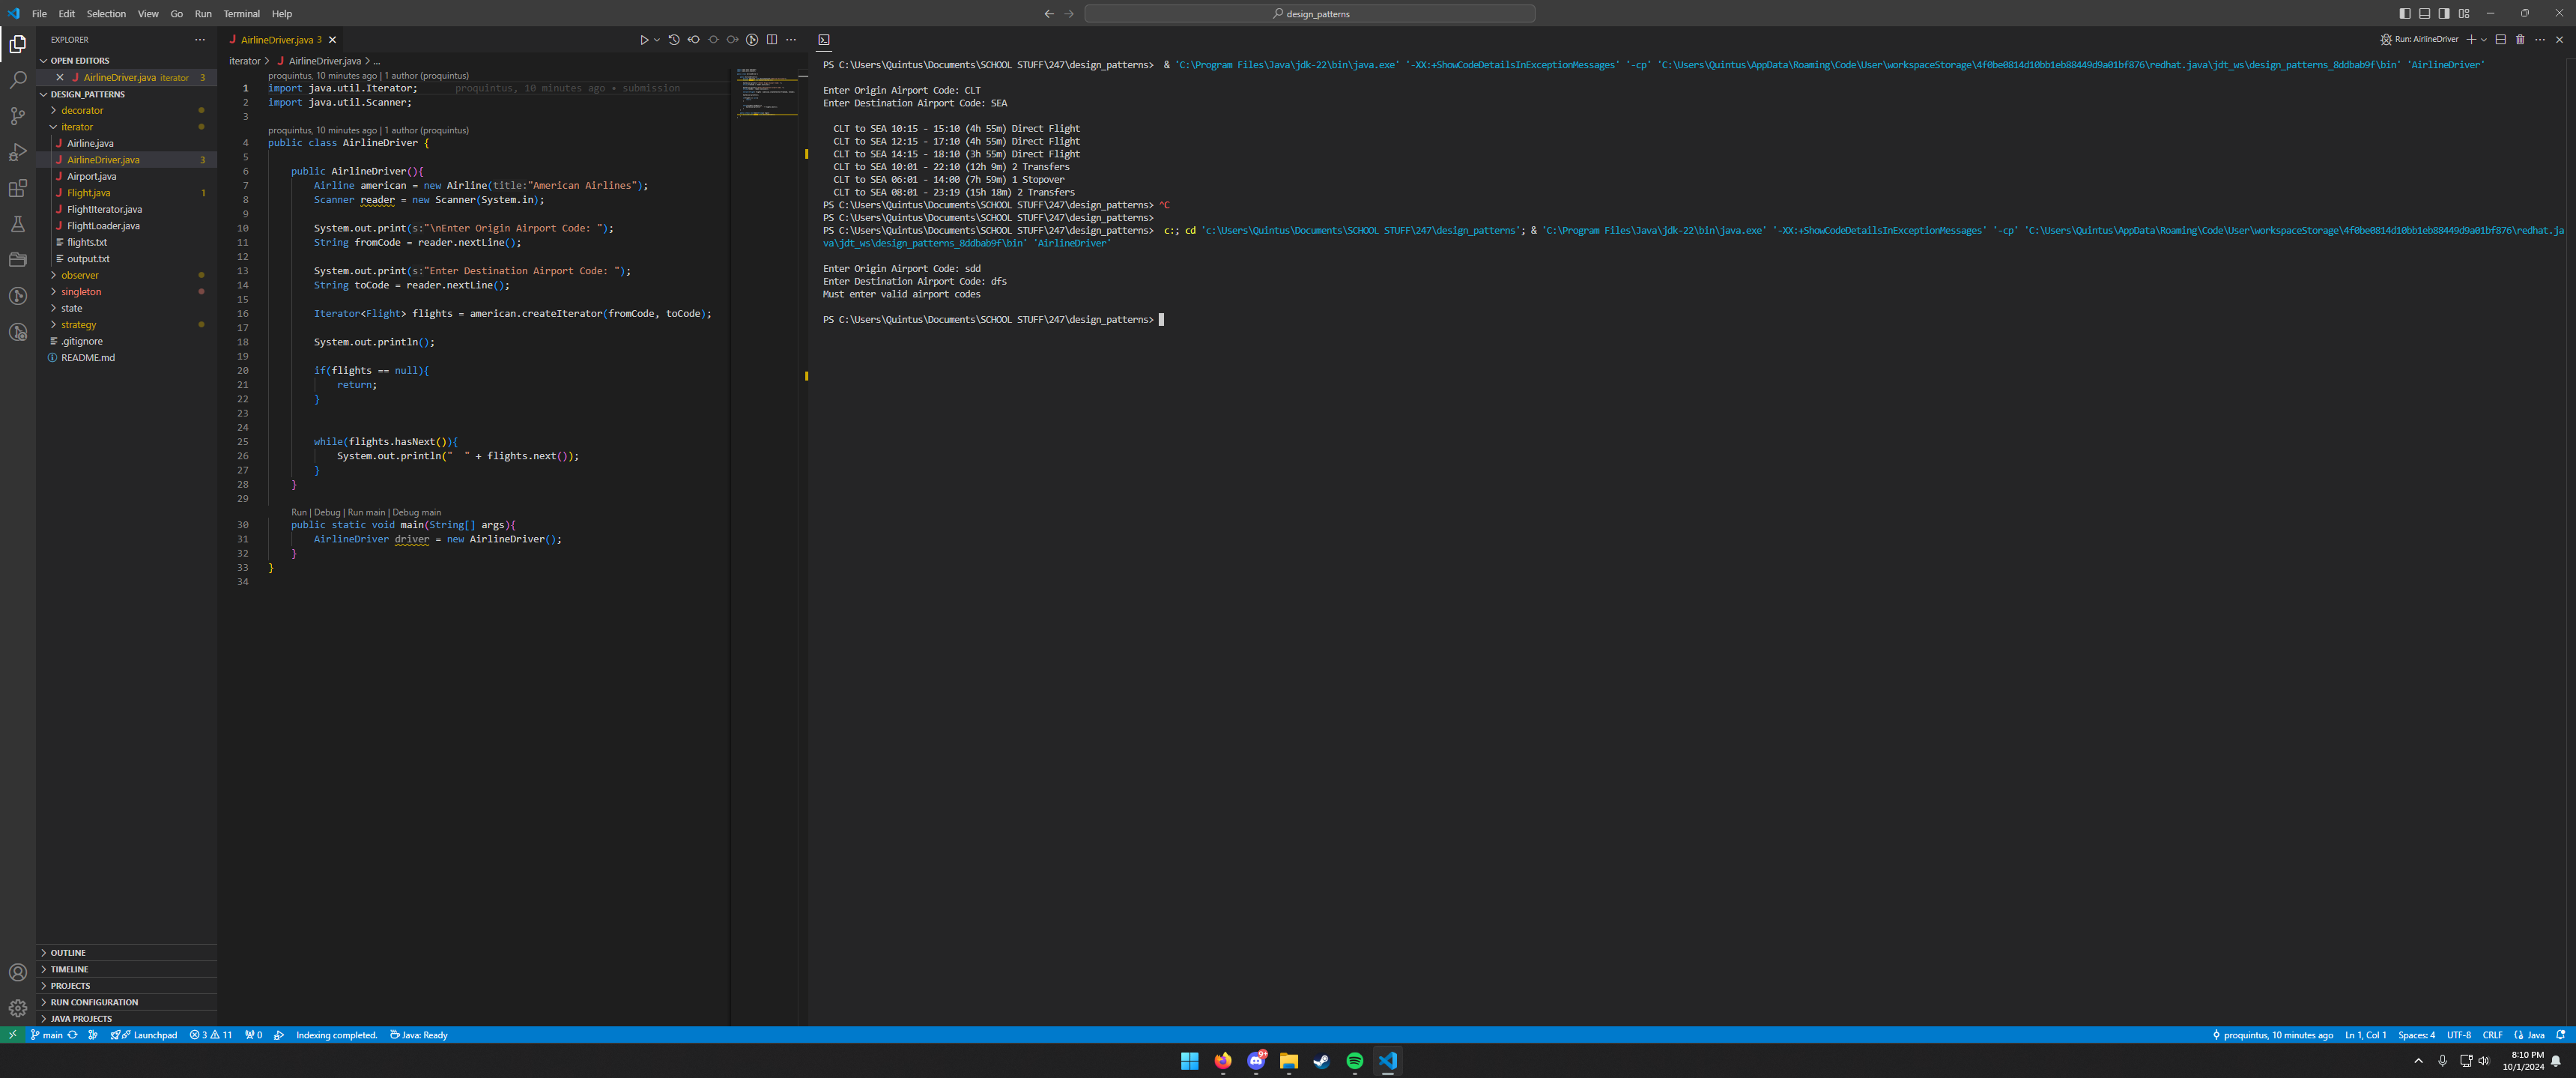 File Edit Selection View Go Run Terminal Help
design_patterns
EXPLORER
OPEN EDITORS
AirlineDriver.java iterator 3
DESIGN_PATTERNS
decorator
iterator
Airline.java
AirlineDriver.java 3
Airport.java
Flight.java 1
FlightIterator.java
FlightLoader.java
flights.txt
output.txt
observer
singleton
state
strategy
.gitignore
README.md
OUTLINE
TIMELINE
PROJECTS
RUN CONFIGURATION
JAVA PROJECTS
AirlineDriver.java 3
iterator > AirlineDriver.java > ...
proquintus, 10 minutes ago | 1 author (proquintus)
1 import java.util.Iterator; proquintus, 10 minutes ago • submission
2 import java.util.Scanner;
3
proquintus, 10 minutes ago | 1 author (proquintus)
4 public class AirlineDriver {
5
6 public AirlineDriver(){
7 Airline american = new Airline(title:"American Airlines");
8 Scanner reader = new Scanner(System.in);
9
10 System.out.print(s:"\nEnter Origin Airport Code: ");
11 String fromCode = reader.nextLine();
12
13 System.out.print(s:"Enter Destination Airport Code: ");
14 String toCode = reader.nextLine();
15
16 Iterator<Flight> flights = american.createIterator(fromCode, toCode);
17
18 System.out.println();
19
20 if(flights == null){
21 return;
22 }
23
24
25 while(flights.hasNext()){
26 System.out.println("  " + flights.next());
27 }
28 }
29
Run | Debug | Run main | Debug main
30 public static void main(String[] args){
31 AirlineDriver driver = new AirlineDriver();
32 }
33 }
34
Run: AirlineDriver
PS C:\Users\Quintus\Documents\SCHOOL STUFF\247\design_patterns>  & 'C:\Program Files\Java\jdk-22\bin\java.exe' '-XX:+ShowCodeDetailsInExceptionMessages' '-cp' 'C:\Users\Quintus\AppData\Roaming\Code\User\workspaceStorage\4f0be0814d10bb1eb88449d9a01bf876\redhat.java\jdt_ws\design_patterns_8ddbab9f\bin' 'AirlineDriver'
Enter Origin Airport Code: CLT
Enter Destination Airport Code: SEA
CLT to SEA 10:15 - 15:10 (4h 55m) Direct Flight
CLT to SEA 12:15 - 17:10 (4h 55m) Direct Flight
CLT to SEA 14:15 - 18:10 (3h 55m) Direct Flight
CLT to SEA 10:01 - 22:10 (12h 9m) 2 Transfers
CLT to SEA 06:01 - 14:00 (7h 59m) 1 Stopover
CLT to SEA 08:01 - 23:19 (15h 18m) 2 Transfers
PS C:\Users\Quintus\Documents\SCHOOL STUFF\247\design_patterns> ^C
PS C:\Users\Quintus\Documents\SCHOOL STUFF\247\design_patterns>
PS C:\Users\Quintus\Documents\SCHOOL STUFF\247\design_patterns>  c:; cd 'c:\Users\Quintus\Documents\SCHOOL STUFF\247\design_patterns'; & 'C:\Program Files\Java\jdk-22\bin\java.exe' '-XX:+ShowCodeDetailsInExceptionMessages' '-cp' 'C:\Users\Quintus\AppData\Roaming\Code\User\workspaceStorage\4f0be0814d10bb1eb88449d9a01bf876\redhat.ja
va\jdt_ws\design_patterns_8ddbab9f\bin' 'AirlineDriver'
Enter Origin Airport Code: sdd
Enter Destination Airport Code: dfs
Must enter valid airport codes
PS C:\Users\Quintus\Documents\SCHOOL STUFF\247\design_patterns>
main Launchpad 3 11 0 Indexing completed. Java: Ready
proquintus, 10 minutes ago Ln 1, Col 1 Spaces: 4 UTF-8 CRLF Java
9+
8:10 PM
10/1/2024